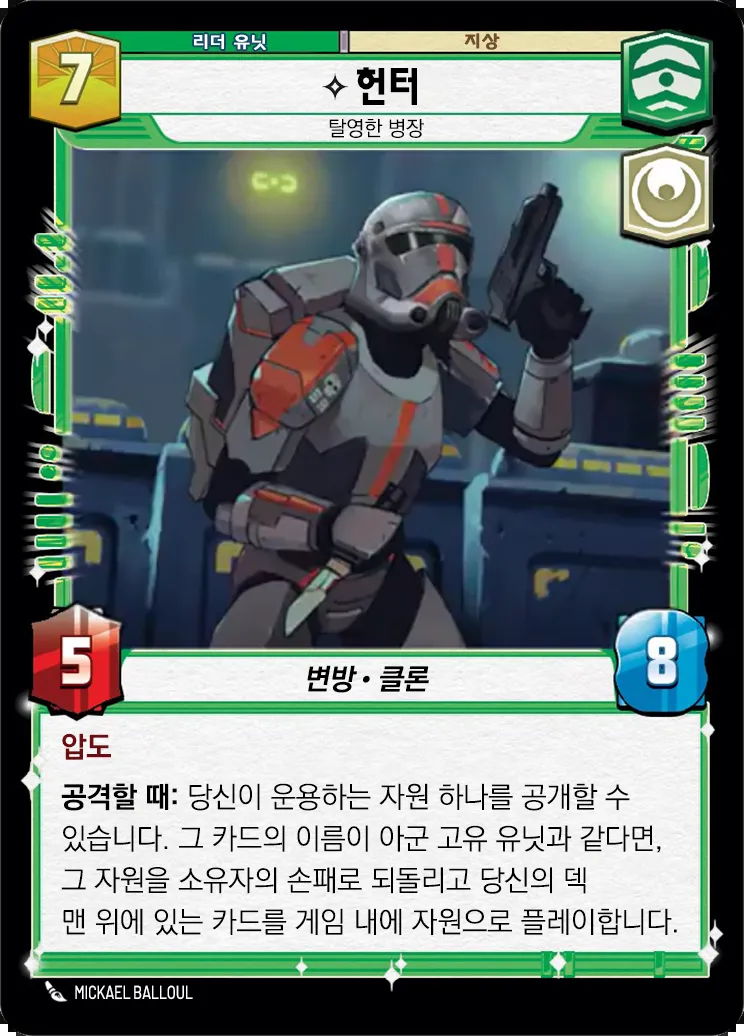 리더 유닛
지상
7
헌터
탈영한 병장
5
변방 • 클론
8
압도
공격할 때: 당신이 운용하는 자원 하나를 공개할 수
있습니다. 그 카드의 이름이 아군 고유 유닛과 같다면,
그 자원을 소유자의 손패로 되돌리고 당신의 덱
맨 위에 있는 카드를 게임 내에 자원으로 플레이합니다.
MICKAEL BALLOUL